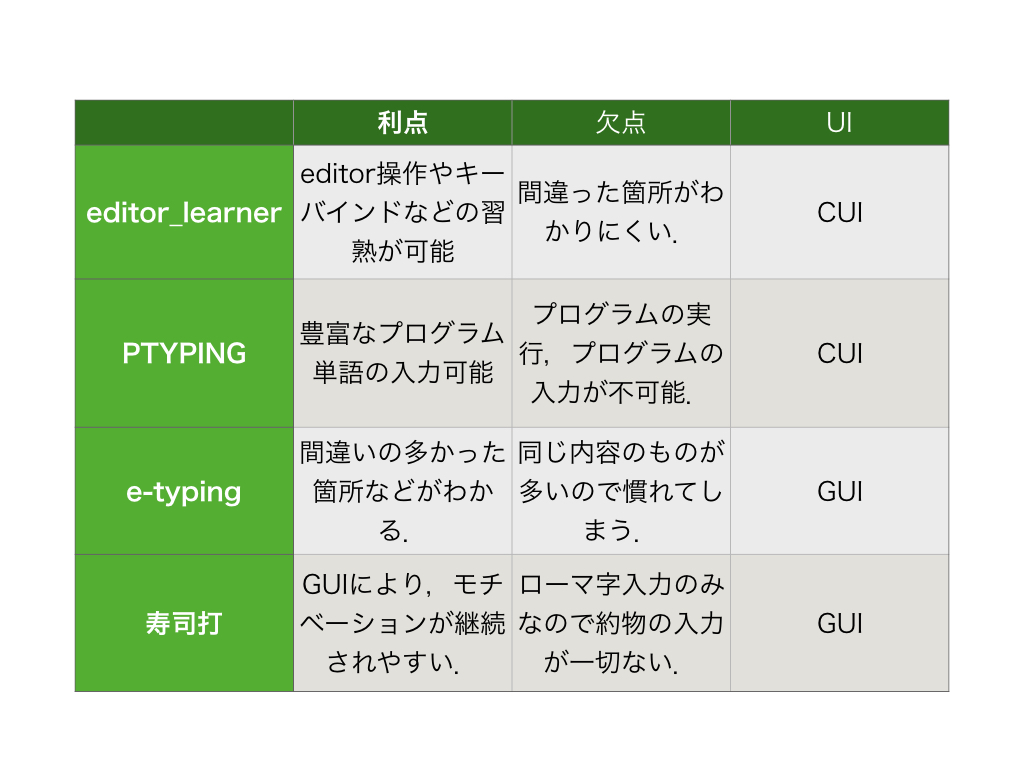 利点
欠点
UI
editor_learner
editor操作やキー
バインドなどの習
熟が可能
間違った箇所がわ
かりにくい．
CUI
PTYPING
豊富なプログラム
単語の入力可能
プログラムの実
行，プログラムの
入力が不可能．
CUI
e-typing
間違いの多かった
箇所などがわか
る．
同じ内容のものが
多いので慣れてし
まう．
GUI
寿司打
GUIにより，モチ
ベーションが継続
されやすい．
ローマ字入力のみ
なので約物の入力
が一切ない．
GUI